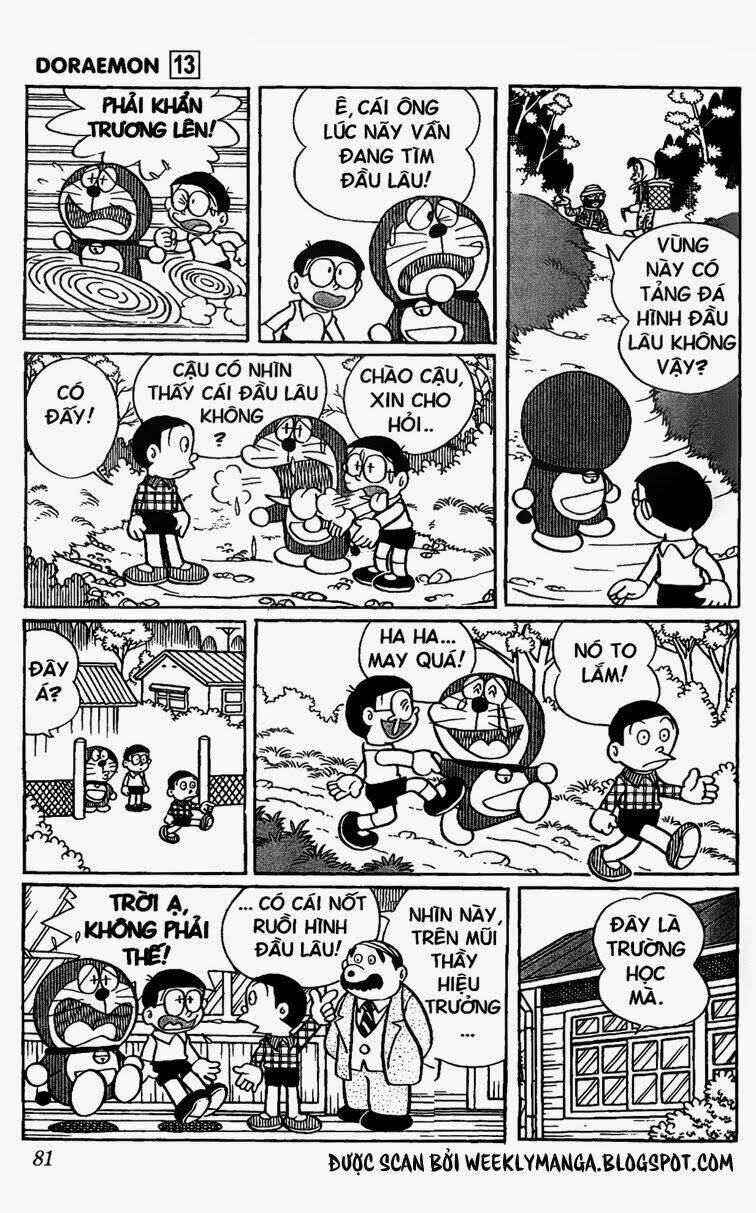 DORAEMON 13
VÙNG
NÀY CÓ
TẢNG ĐÁ
HÌNH ĐẦU
LÂU KHÔNG
VẬY?
Ê, CÁI ÔNG
LÚC NÃY VẪN
ĐANG TÌM
ĐẦU LÂU!
PHẢI KHẨN
TRƯƠNG LÊN!
CHÀO CẬU,
XIN CHO
HỎI..
CẬU CÓ NHÌN
THẤY CÁI ĐẦU LÂU
KHÔNG
?
CÓ
ĐẤY!
NÓ TO
LẮM!
HA HA...
MAY QUÁ!
ĐÂY
Á?
ĐÂY LÀ
TRƯỜNG
HỌC
MÀ.
NHÌN NÀY,
TRÊN MŨI
THẦY
HIỆU
TRƯỞNG
...
... CÓ CÁI NỐT
RUỒI HÌNH
ĐẦU LÂU!
TRỜI Ạ,
KHÔNG PHẢI
THẾ!
81
ĐƯỢC SCAN BỞI WEEKLYMANGA.BLOGSPOT.COM